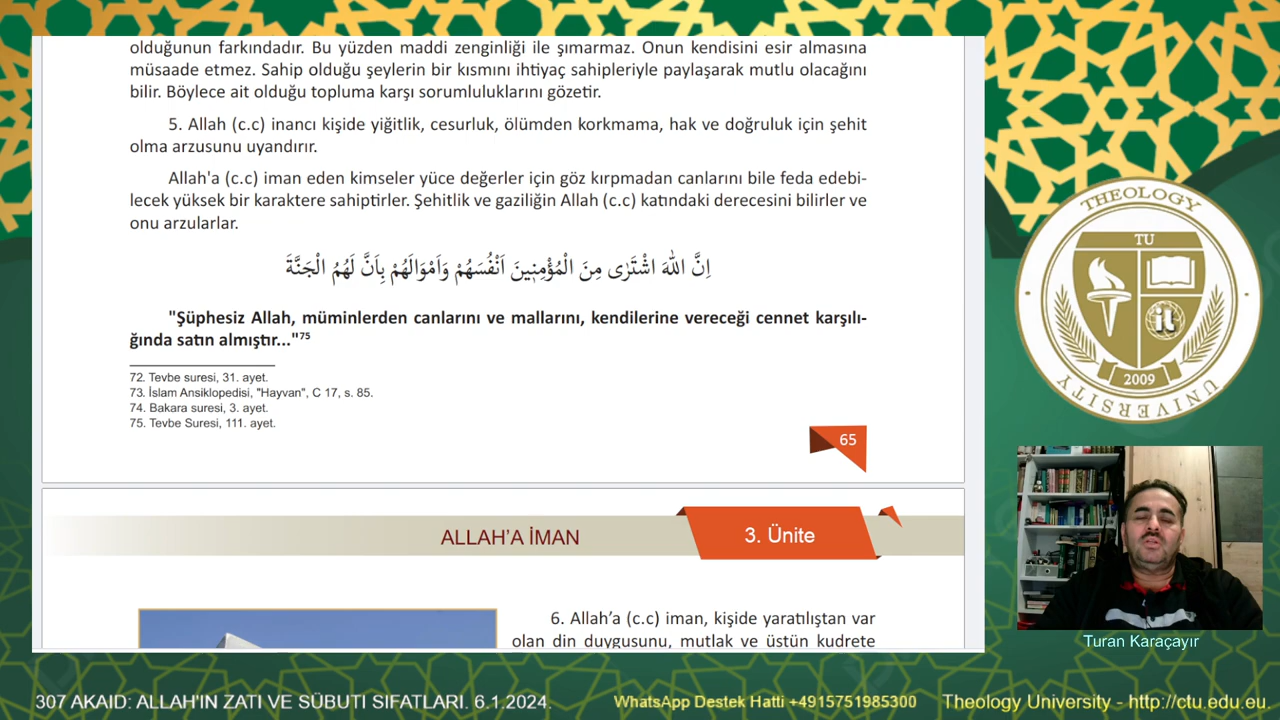 olduğunun farkındadır. Bu yüzden maddi zenginliği ile şımarmaz. Onun kendisini esir almasına
müsaade etmez. Sahip olduğu şeylerin bir kısmını ihtiyaç sahipleriyle paylaşarak mutlu olacağını
bilir. Böylece ait olduğu topluma karşı sorumluluklarını gözetir.
5. Allah (c.c) inancı kişide yiğitlik, cesurluk, ölümden korkmama, hak ve doğruluk için şehit
olma arzusunu uyandırır.
Allah'a (c.c) iman eden kimseler yüce değerler için göz kırpmadan canlarını bile feda edebi-
lecek yüksek bir karaktere sahiptirler. Şehitlik ve gaziliğin Allah (c.c) katındaki derecesini bilirler ve
onu arzularlar.
اِنَّ اللّٰهَ اشْتَرٰى مِنَ الْمُؤْمِن۪ينَ اَنْفُسَهُمْ وَاَمْوَالَهُمْ بِاَنَّ لَهُمُ الْجَنَّةَ
"Şüphesiz Allah, müminlerden canlarını ve mallarını, kendilerine vereceği cennet karşılı-
ğında satın almıştır..."75
72. Tevbe suresi, 31. ayet.
73. İslam Ansiklopedisi, "Hayvan", C 17, s. 85.
74. Bakara suresi, 3. ayet.
75. Tevbe Suresi, 111. ayet.
65
ALLAH’A İMAN
3. Ünite
6. Allah’a (c.c) iman, kişide yaratılıştan var
olan din duygusunu, mutlak ve üstün kudrete
THEOLOGY
TU
it
2009
UNIVERSITY
Turan Karaçayır
307 AKAID: ALLAH'IN ZATI VE SÜBUTI SIFATLARI. 6.1.2024.
WhatsApp Destek Hatti +4915751985300
Theology University - http://ctu.edu.eu.